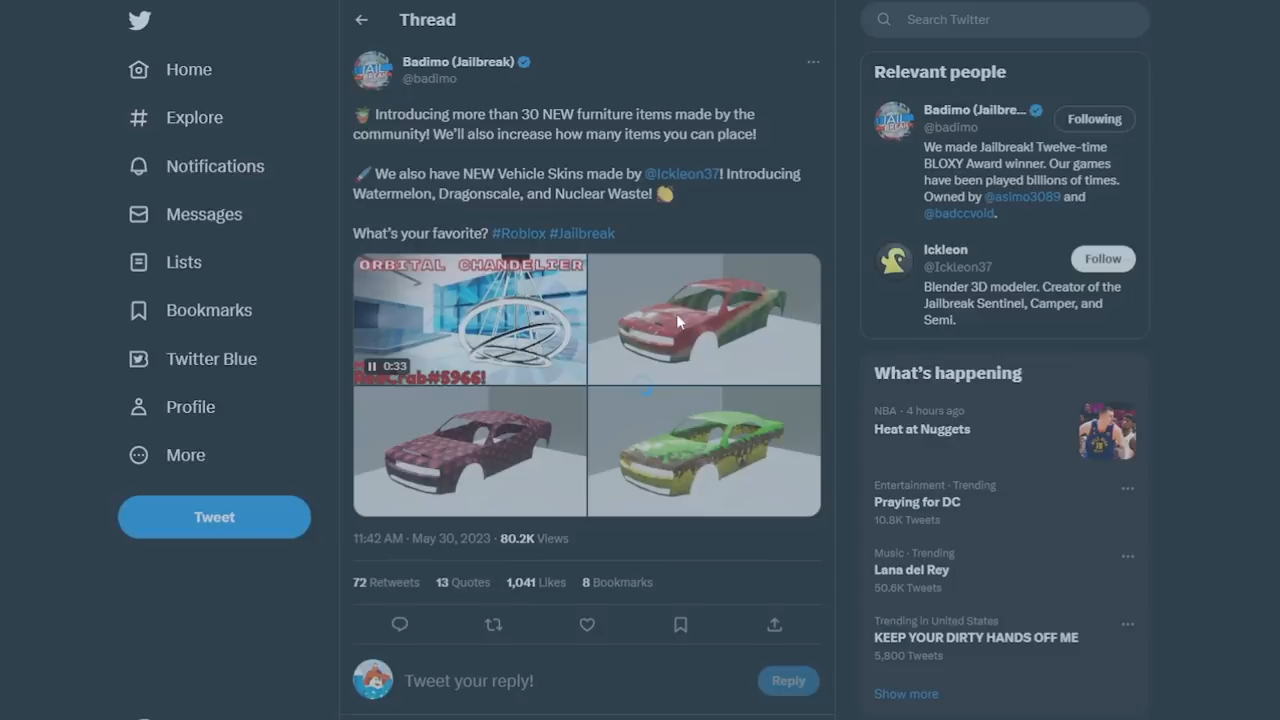 Home
Explore
Notifications
Messages
Lists
Bookmarks
Twitter Blue
Profile
More
Tweet
Thread
Badimo (Jailbreak)
@badimo
Introducing more than 30 NEW furniture items made by the
community! We'll also increase how many items you can place!
We also have NEW Vehicle Skins made by @Ickleon37! Introducing
Watermelon, Dragonscale, and Nuclear Waste!
What's your favorite? #Roblox #Jailbreak
ORBITAL CHANDELIER
0:33
11:42 AM · May 30, 2023 · 80.2K Views
72 Retweets 13 Quotes 1,041 Likes 8 Bookmarks
Tweet your reply!
Reply
Search Twitter
Relevant people
Badimo (Jailbre...
Following
@badimo
We made Jailbreak! Twelve-time
BLOXY Award winner. Our games
have been played billions of times.
Owned by @asimo3089 and
@badccvoid.
Ickleon
Follow
@Ickleon37
Blender 3D modeler. Creator of the
Jailbreak Sentinel, Camper, and
Semi.
What's happening
NBA · 4 hours ago
Heat at Nuggets
Entertainment · Trending
Praying for DC
10.8K Tweets
Music · Trending
Lana del Rey
50.6K Tweets
Trending in United States
KEEP YOUR DIRTY HANDS OFF ME
5,800 Tweets
Show more